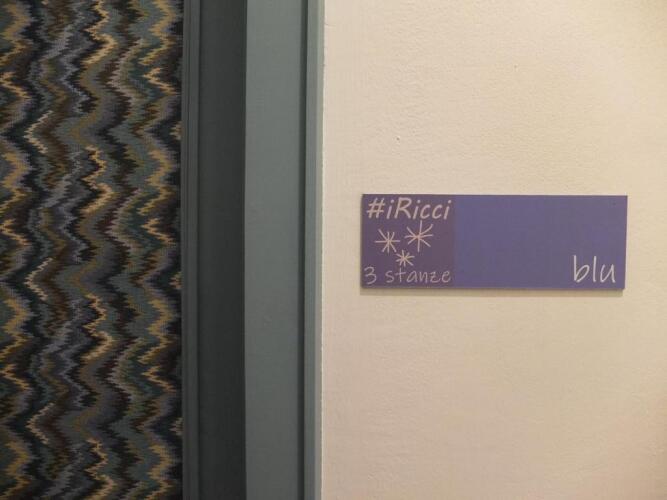 #iRicci
3 stanze
blu